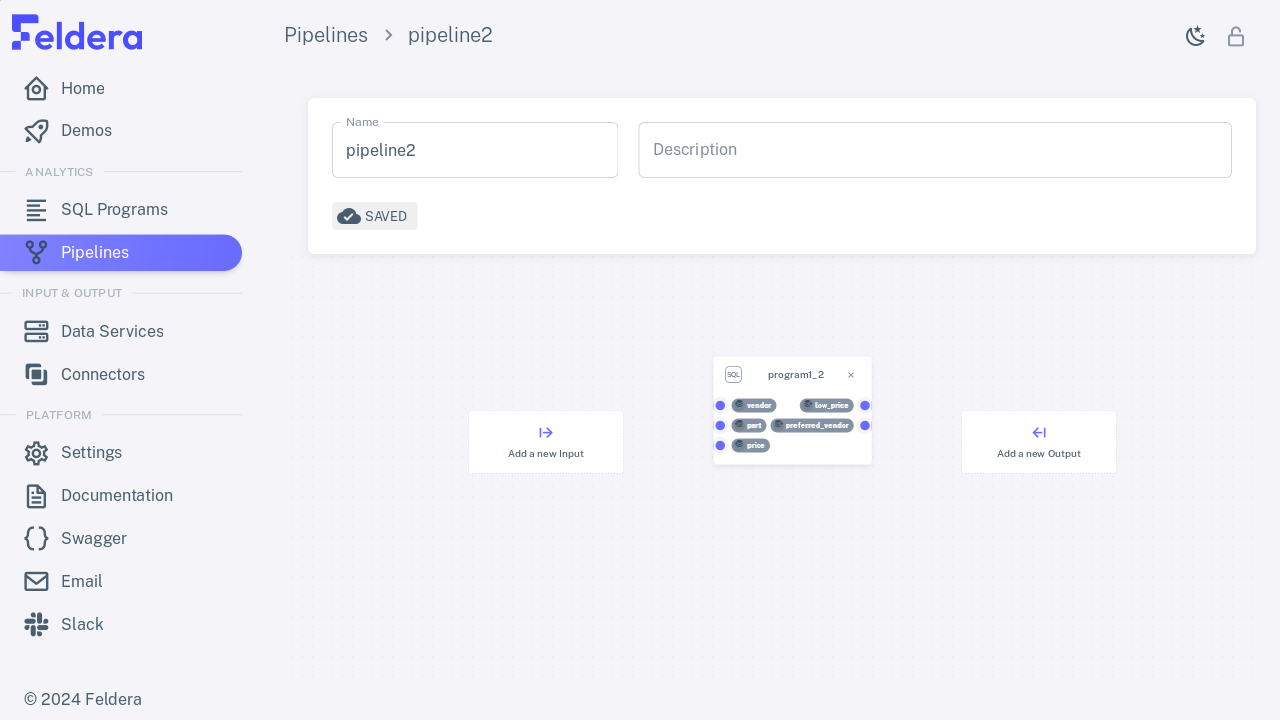 Feldera
Home
Demos
ANALYTICS
SQL Programs
Pipelines
INPUT & OUTPUT
Data Services
Connectors
PLATFORM
Settings
Documentation
Swagger
Email
Slack
© 2024 Feldera
Pipelines > pipeline2
Name
pipeline2
Description
SAVED
Add a new Input
SQL program1_2 ×
vendor low_price
part preferred_vendor
price
Add a new Output